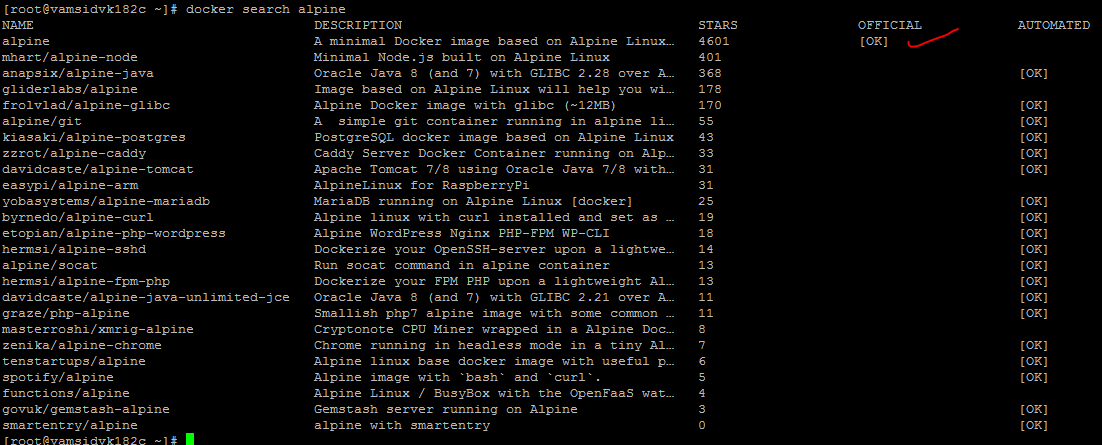 [root@vamsidvk182c ~]# docker search alpine
NAME DESCRIPTION STARS OFFICIAL AUTOMATED
alpine A minimal Docker image based on Alpine Linux… 4601 [OK]
mhart/alpine-node Minimal Node.js built on Alpine Linux 401
anapsix/alpine-java Oracle Java 8 (and 7) with GLIBC 2.28 over A… 368 [OK]
gliderlabs/alpine Image based on Alpine Linux will help you wi… 178
frolvlad/alpine-glibc Alpine Docker image with glibc (~12MB) 170 [OK]
alpine/git A  simple git container running in alpine li… 55 [OK]
kiasaki/alpine-postgres PostgreSQL docker image based on Alpine Linux 43 [OK]
zzrot/alpine-caddy Caddy Server Docker Container running on Alp… 33 [OK]
davidcaste/alpine-tomcat Apache Tomcat 7/8 using Oracle Java 7/8 with… 31 [OK]
easypi/alpine-arm AlpineLinux for RaspberryPi 31
yobasystems/alpine-mariadb MariaDB running on Alpine Linux [docker] 25 [OK]
byrnedo/alpine-curl Alpine linux with curl installed and set as … 19 [OK]
etopian/alpine-php-wordpress Alpine WordPress Nginx PHP-FPM WP-CLI 18 [OK]
hermsi/alpine-sshd Dockerize your OpenSSH-server upon a lightwe… 14 [OK]
alpine/socat Run socat command in alpine container 13 [OK]
hermsi/alpine-fpm-php Dockerize your FPM PHP upon a lightweight Al… 13 [OK]
davidcaste/alpine-java-unlimited-jce Oracle Java 8 (and 7) with GLIBC 2.21 over A… 11 [OK]
graze/php-alpine Smallish php7 alpine image with some common … 11 [OK]
masterroshi/xmrig-alpine Cryptonote CPU Miner wrapped in a Alpine Doc… 8
zenika/alpine-chrome Chrome running in headless mode in a tiny Al… 7 [OK]
tenstartups/alpine Alpine linux base docker image with useful p… 6 [OK]
spotify/alpine Alpine image with `bash` and `curl`. 5 [OK]
functions/alpine Alpine Linux / BusyBox with the OpenFaaS wat… 4
govuk/gemstash-alpine Gemstash server running on Alpine 3 [OK]
smartentry/alpine alpine with smartentry 0 [OK]
[root@vamsidvk182c ~]#